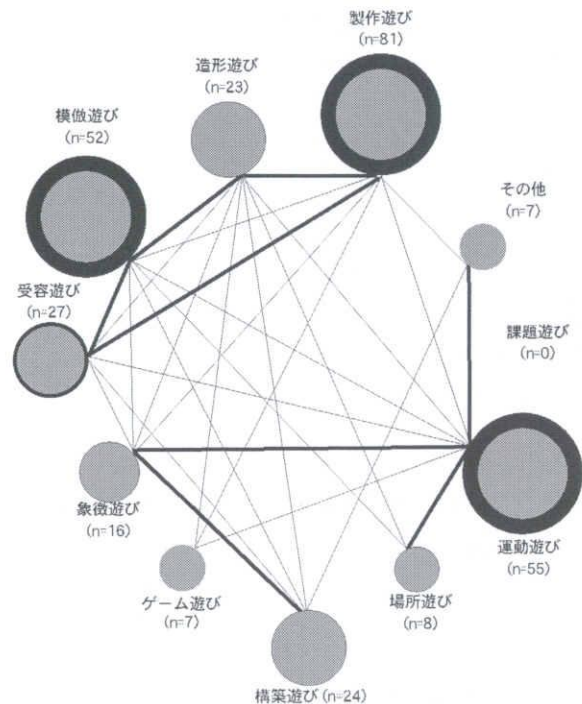 製作遊び
(n=81)
造形遊び
(n=23)
模倣遊び
(n=52)
その他
(n=7)
受容遊び
(n=27)
課題遊び
(n=0)
象徴遊び
(n=16)
運動遊び
(n=55)
ゲーム遊び
(n=7)
場所遊び
(n=8)
構築遊び (n=24)